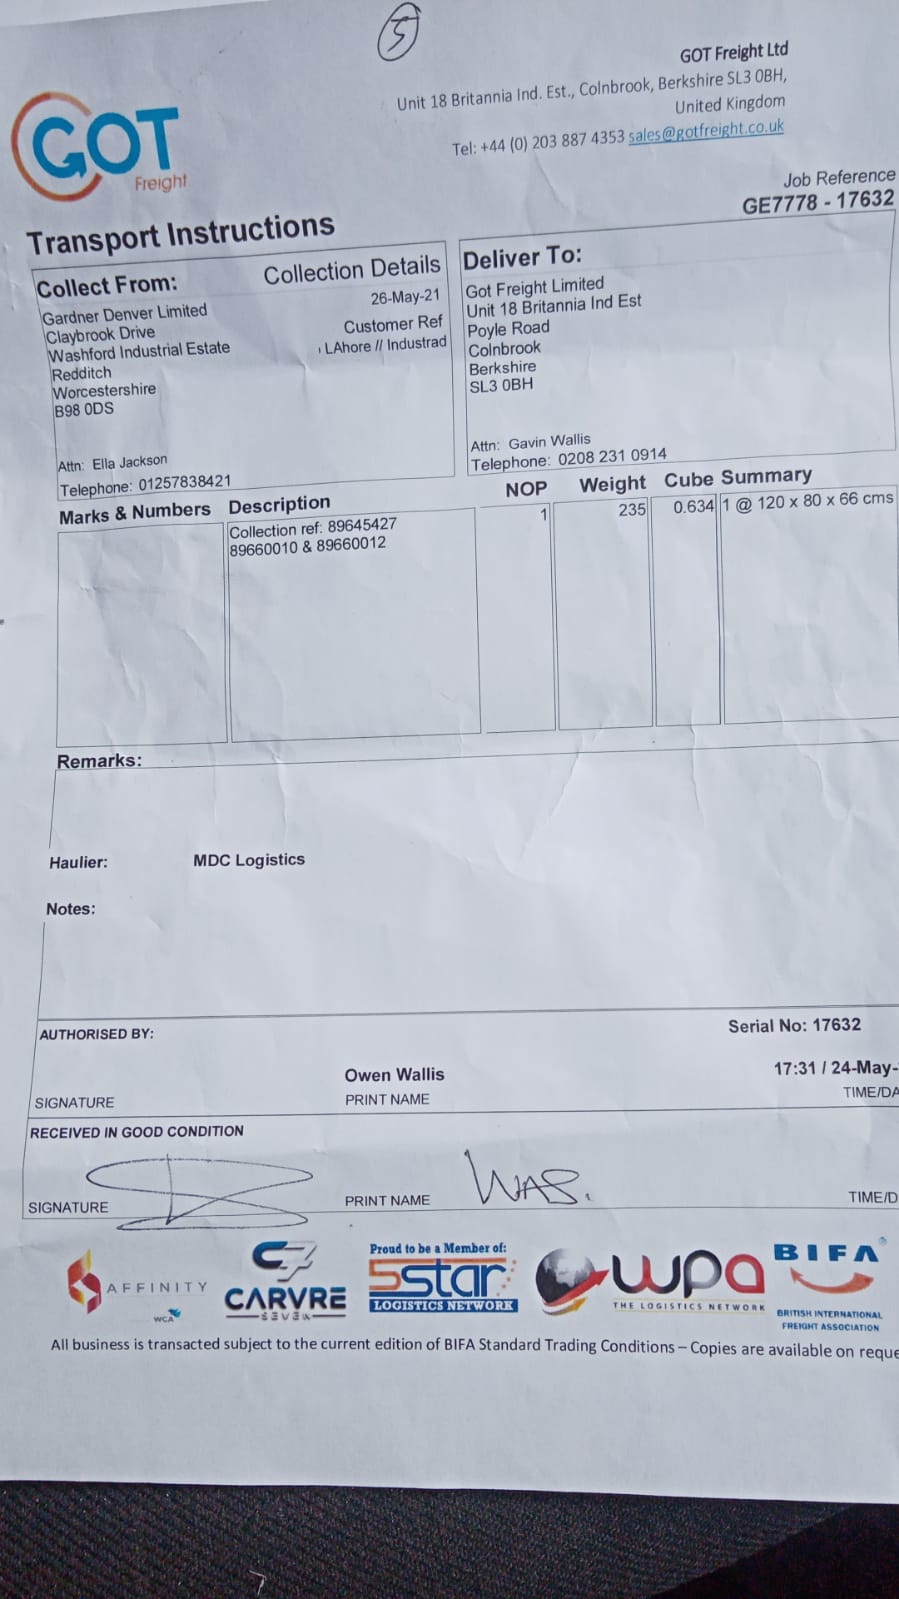 5
GOT Freight Ltd
Unit 18 Britannia Ind. Est., Colnbrook, Berkshire SL3 0BH,
United Kingdom
Tel: +44 (0) 203 887 4353 sales@gotfreight.co.uk
GOT
Freight
Job Reference
GE7778 - 17632
Transport Instructions
Collect From:
Collection Details
Gardner Denver Limited
Claybrook Drive
Washford Industrial Estate
Redditch
Worcestershire
B98 0DS
26-May-21
Customer Ref
LAhore // Industrad
Attn: Ella Jackson
Telephone: 01257838421
Deliver To:
Got Freight Limited
Unit 18 Britannia Ind Est
Poyle Road
Colnbrook
Berkshire
SL3 0BH
Attn: Gavin Wallis
Telephone: 0208 231 0914
Marks & Numbers Description NOP Weight Cube Summary
Collection ref: 89645427 1 235 0.634 1 @ 120 x 80 x 66 cms
89660010 & 89660012
Remarks:
Haulier: MDC Logistics
Notes:
AUTHORISED BY:
Serial No: 17632
Owen Wallis
17:31 / 24-May-
SIGNATURE PRINT NAME TIME/DA
RECEIVED IN GOOD CONDITION
SIGNATURE PRINT NAME WAS. TIME/D
AFFINITY
WCA
CARVRE
SEVEN
Proud to be a Member of:
5star
LOGISTICS NETWORK
wpa
THE LOGISTICS NETWORK
BIFA
BRITISH INTERNATIONAL
FREIGHT ASSOCIATION
All business is transacted subject to the current edition of BIFA Standard Trading Conditions – Copies are available on reque